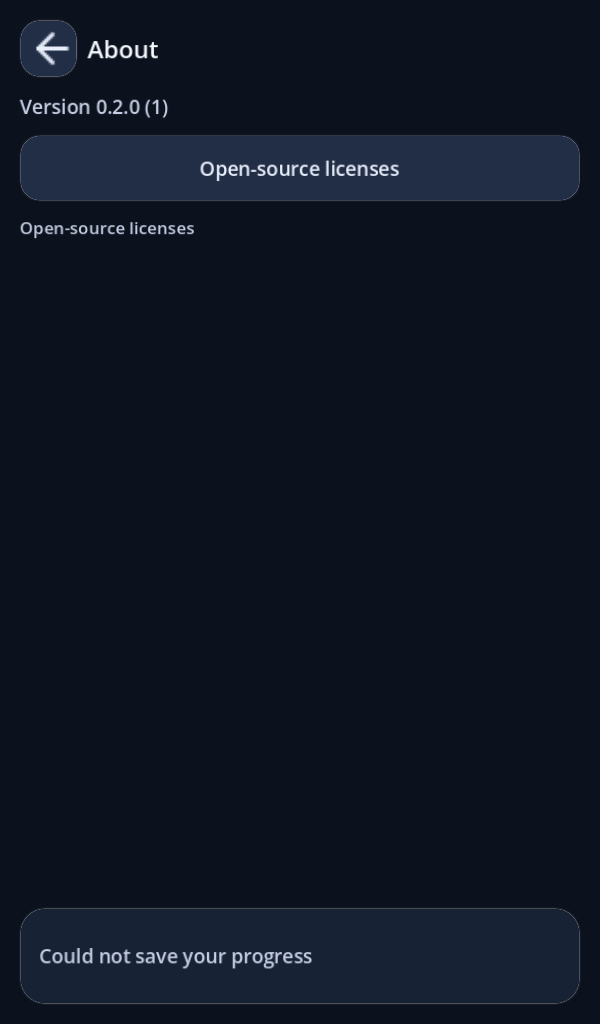 About
Version 0.2.0 (1)
Open-source licenses
Open-source licenses
Could not save your progress